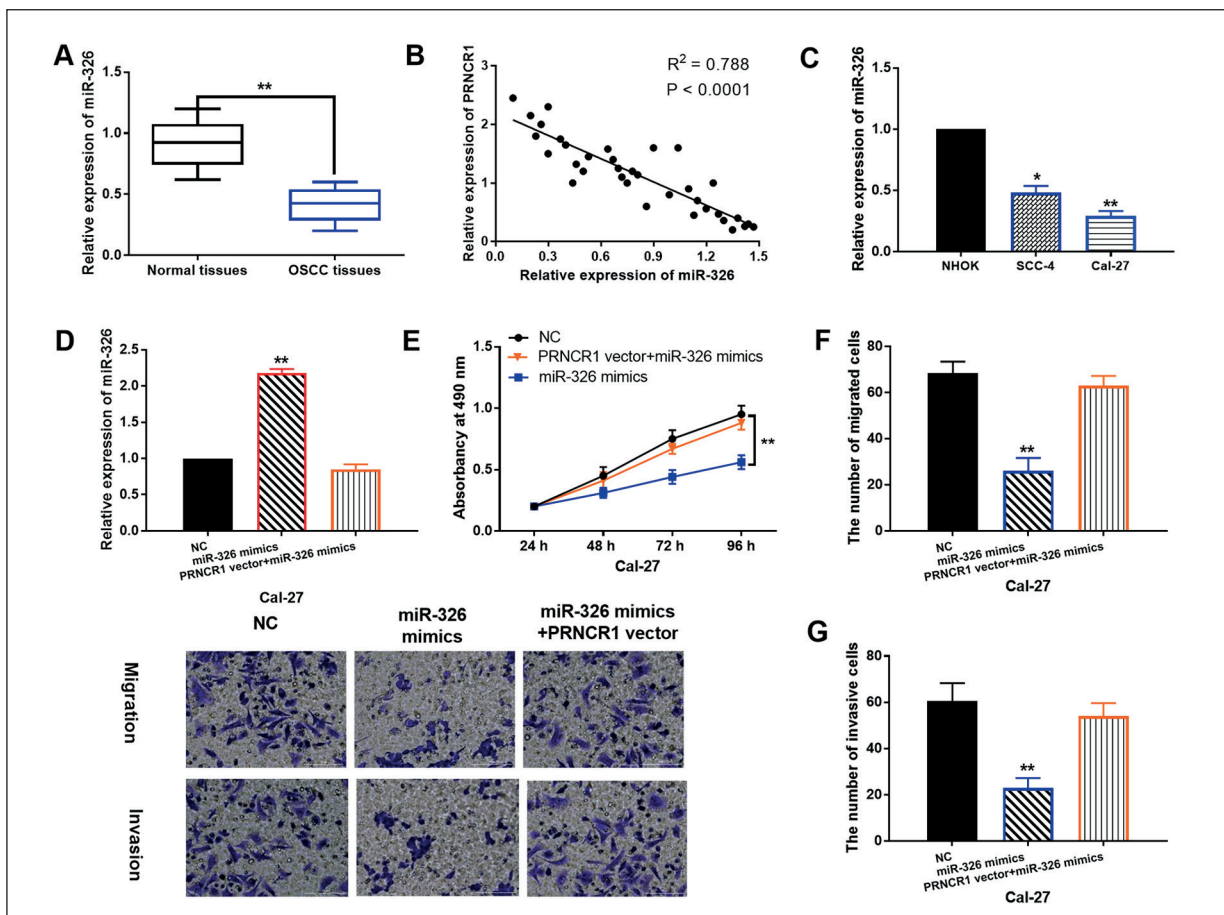 A
Relative expression of miR-326
1.5
1.0
0.5
0.0
**
Normal tissues
OSCC tissues
B
Relative expression of PRNCR1
3
2
1
0
R² = 0.788
P < 0.0001
0.0
0.3
0.6
0.9
1.2
1.5
Relative expression of miR-326
C
Relative expression of miR-326
1.5
1.0
0.5
0.0
*
**
NHOK
SCC-4
Cal-27
D
Relative expression of miR-326
2.5
2.0
1.5
1.0
0.5
0.0
**
NC
miR-326 mimics
PRNCR1 vector+miR-326 mimics
Cal-27
E
NC
PRNCR1 vector+miR-326 mimics
miR-326 mimics
Absorbancy at 490 nm
1.0
0.5
0.0
**
24 h
48 h
72 h
96 h
Cal-27
F
The number of migrated cells
80
60
40
20
0
**
NC
miR-326 mimics
PRNCR1 vector+miR-326 mimics
Cal-27
NC
miR-326
mimics
miR-326 mimics
+PRNCR1 vector
Migration
Invasion
G
The number of invasive cells
80
60
40
20
0
**
NC
miR-326 mimics
PRNCR1 vector+miR-326 mimics
Cal-27